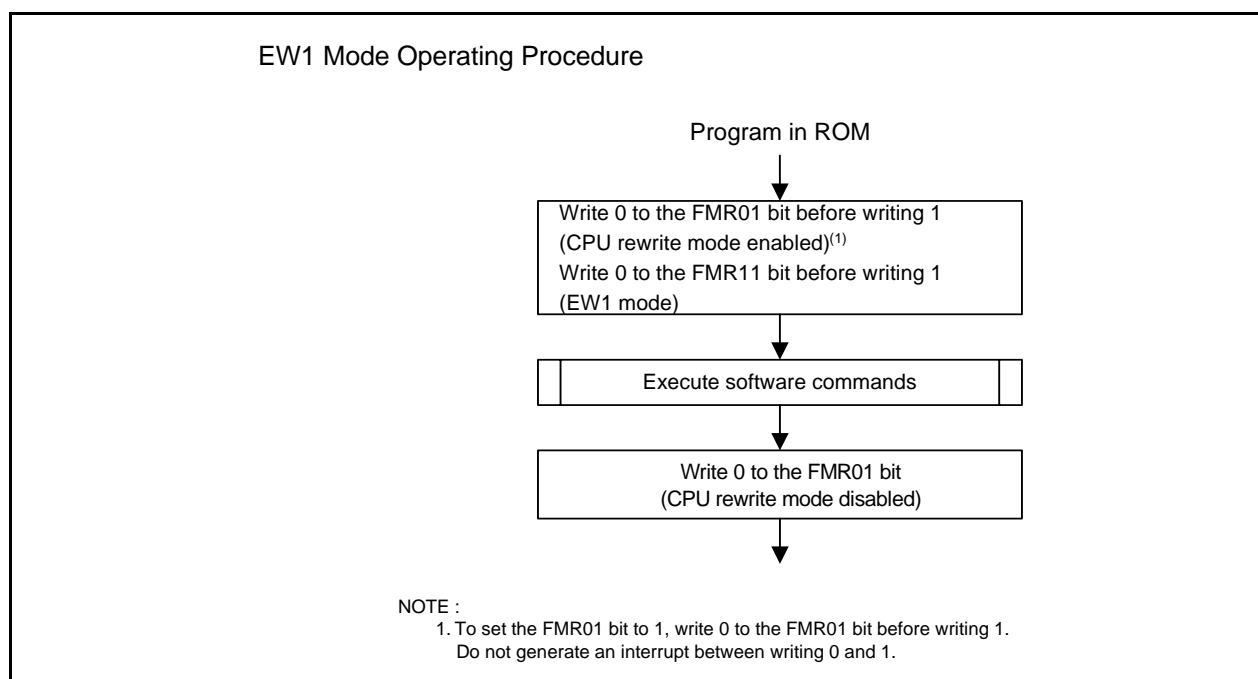 EW1 Mode Operating Procedure
Program in ROM
Write 0 to the FMR01 bit before writing 1
(CPU rewrite mode enabled)(1)
Write 0 to the FMR11 bit before writing 1
(EW1 mode)
Execute software commands
Write 0 to the FMR01 bit
(CPU rewrite mode disabled)
NOTE :
1. To set the FMR01 bit to 1, write 0 to the FMR01 bit before writing 1.
Do not generate an interrupt between writing 0 and 1.